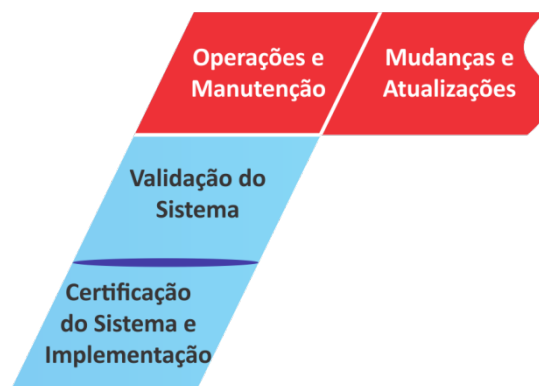 Operações e
Manutenção
Mudanças e
Atualizações
Validação do
Sistema
Certificação
do Sistema e
Implementação